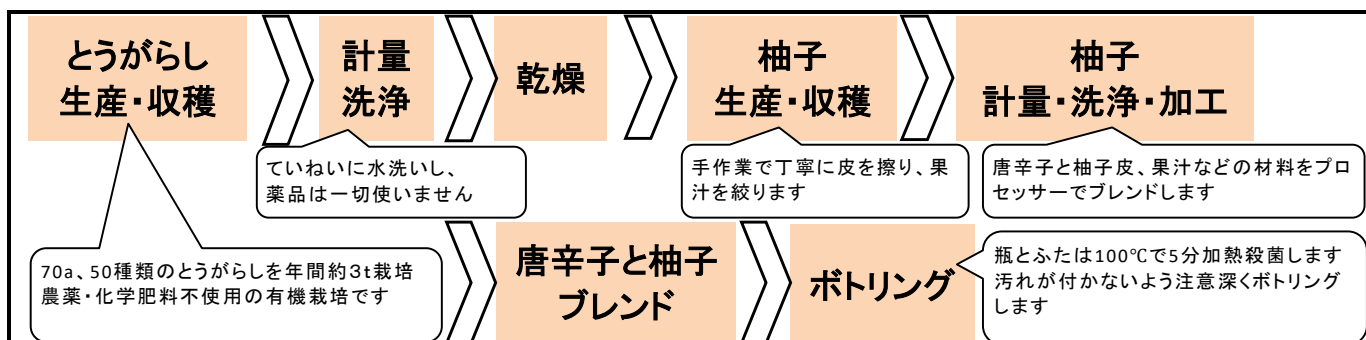 とうがらし
生産・収穫
計量
洗浄
乾燥
柚子
生産・収穫
柚子
計量・洗浄・加工
ていねいに水洗いし、
薬品は一切使いません
手作業で丁寧に皮を擦り、果
汁を絞ります
唐辛子と柚子皮、果汁などの材料をプロ
セッサーでブレンドします
70a、50種類のとうがらしを年間約3t栽培
農薬・化学肥料不使用の有機栽培です
唐辛子と柚子
ブレンド
ボトリング
瓶とふたは100℃で5分加熱殺菌します
汚れが付かないよう注意深くボトリング
します